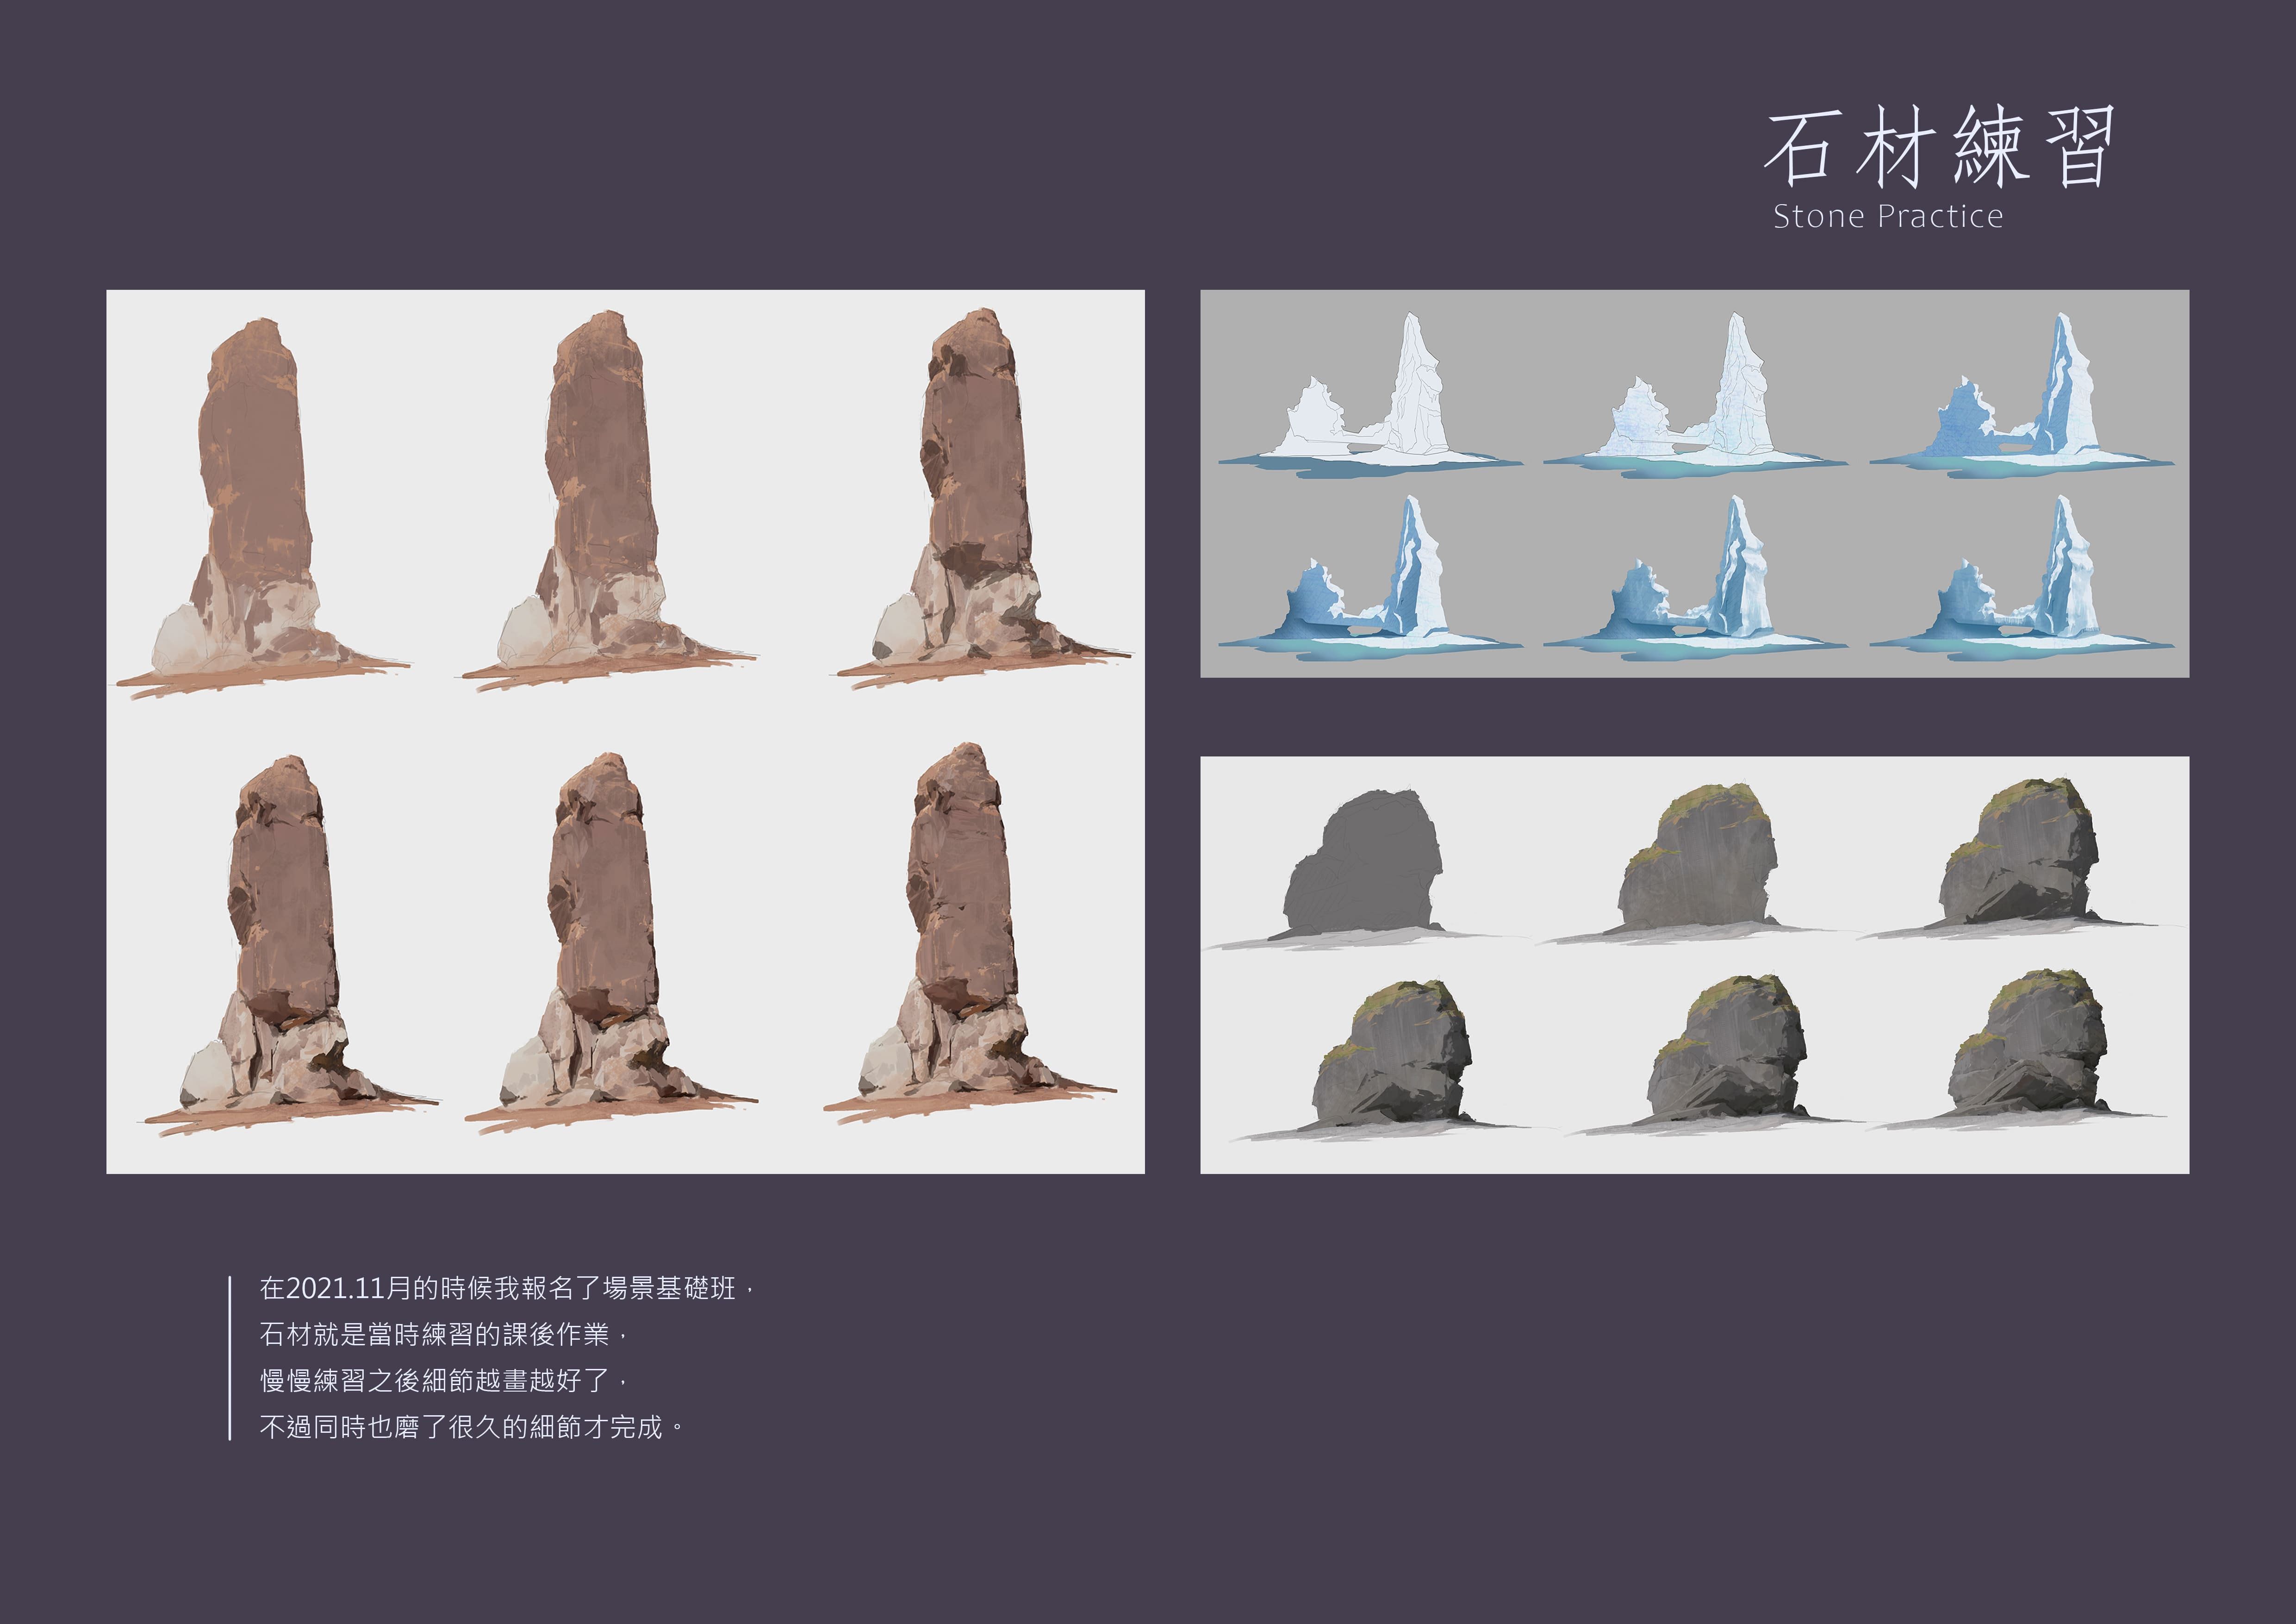 石材練習
Stone Practice
在2021.11月的時候我報名了場景基礎班，
石材就是當時練習的課後作業，
慢慢練習之後細節越畫越好了，
不過同時也磨了很久的細節才完成。